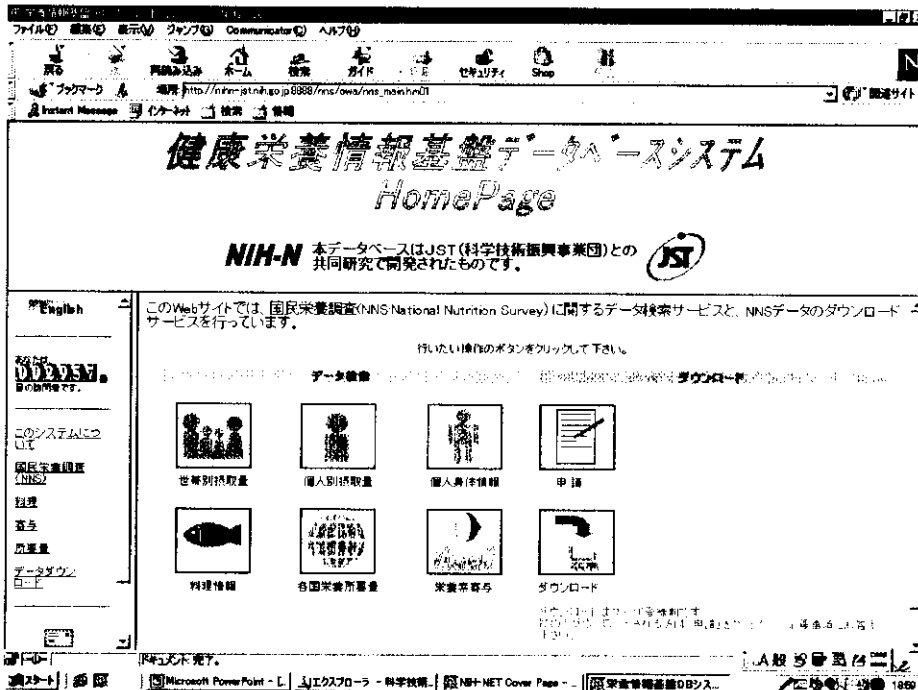 ファイル(F) 編集(E) 表示(V) ジャンプ(G) Communicator(C) ヘルプ(H)
戻る 再読み込み ホーム 検索 ガイド セキュリティ Shop
ブックマーク 場所: http://nihn-jst.nih.go.jp:8888/nns/owa/nns_main.hm01 関連サイト
Instant Message インターネット 検索 情報
健康栄養情報基盤データベースシステム
HomePage
NIH-N 本データベースはJST(科学技術振興事業団)との
共同研究で開発されたものです。
JST
English
あなたは
002957
番の訪問者です。
このシステムにつ
いて
国民栄養調査
(NNS)
料理
寄与
所要量
データダウン
ロード
このWebサイトでは、国民栄養調査(NNS:National Nutrition Survey)に関するデータ検索サービスと、NNSデータのダウンロード
サービスを行っています。
行いたい操作のボタンをクリックして下さい。
データ検索 ダウンロード
世帯別摂取量 個人別摂取量 個人身体情報 申請
料理情報 各国栄養所要量 栄養素寄与 ダウンロード
ドキュメント:完了。
スタート Microsoft PowerPoint - [ エクスプローラ - 科学技術 NIH-NET Cover Page - 栄養情報基盤DBシス...